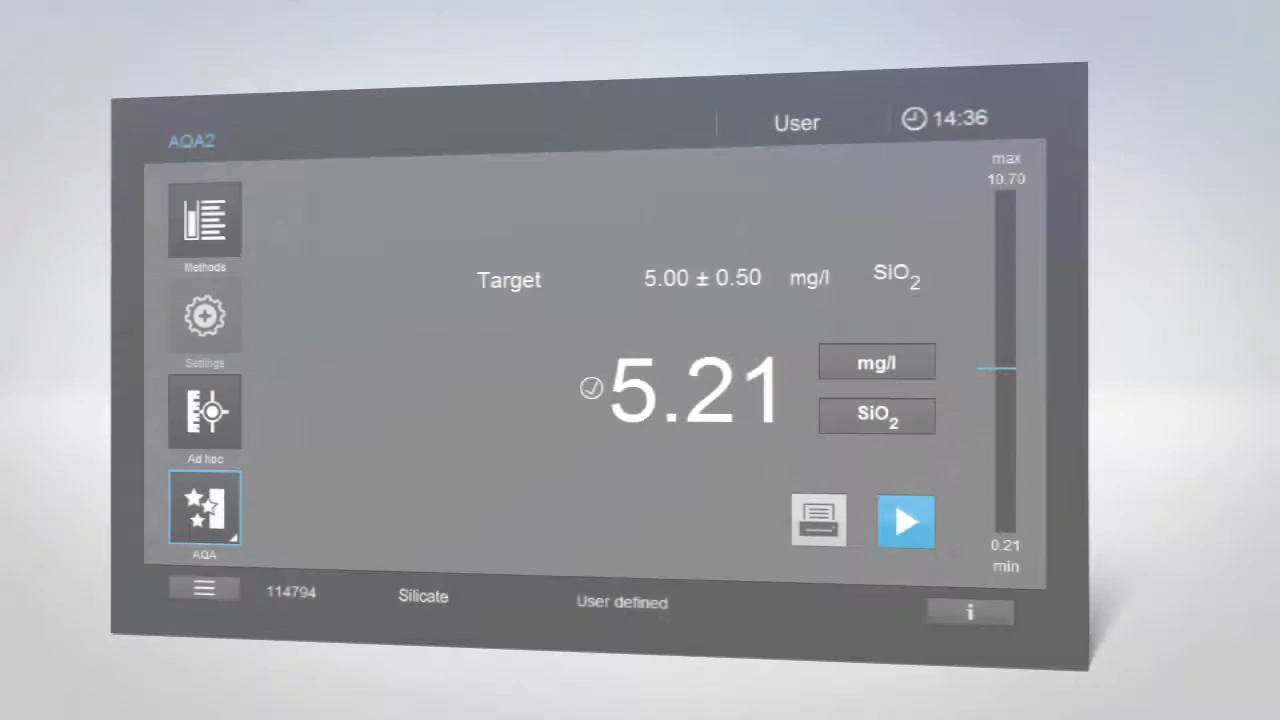 AQA2
User
14:36
max
10.70
Methods
Target 5.00 ± 0.50 mg/l SiO2
Settings
5.21
mg/l
SiO2
Ad hoc
AQA
0.21
min
114794 Silicate User defined
i